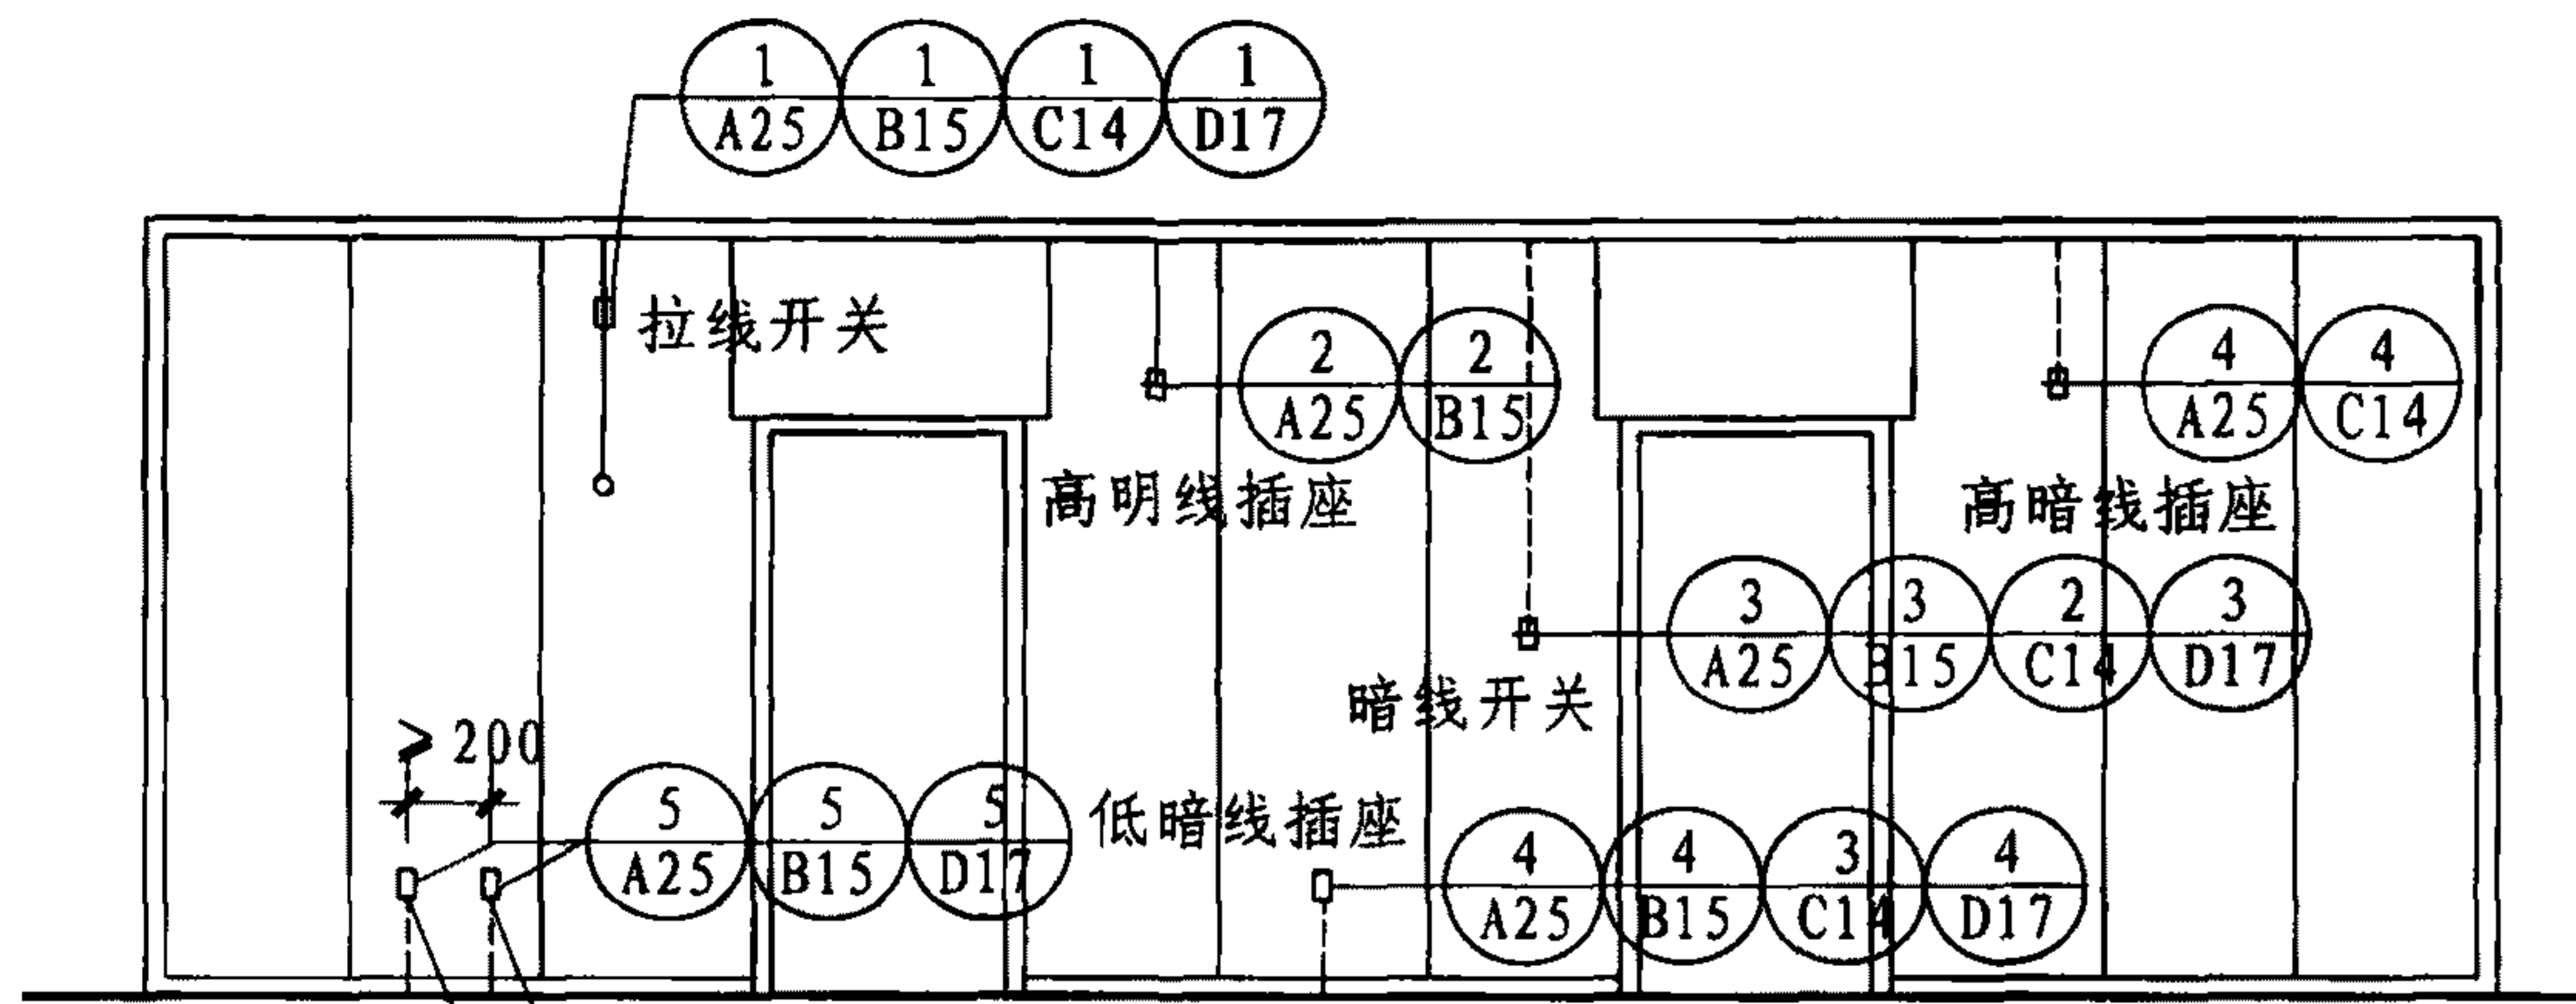 1 1 1 1
A25 B15 C14 D17
拉线开关
2 2
A25 B15
4 4
A25 C14
高明线插座
高暗线插座
3 3 2 3
A25 B15 C14 D17
暗线开关
≥200
5 5 5
A25 B15 D17
低暗线插座
4 4 3 4
A25 B15 C14 D17